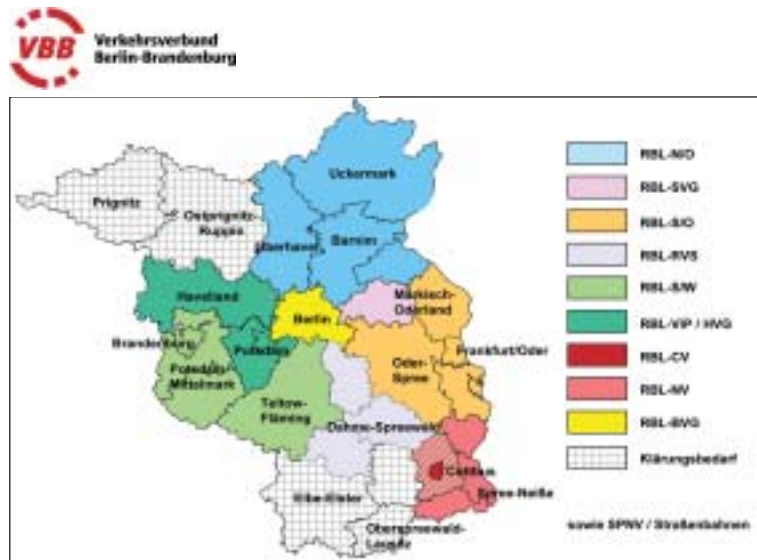 VBB Verkehrsverbund
Berlin-Brandenburg
Uckermark
Prignitz
Ostprignitz-
Ruppin
Oberhavel
Barnim
Havelland
Berlin
Märkisch-
Oderland
Brandenburg
Potsdam
Potsdam-
Mittelmark
Oder-
Spree
Frankfurt/Oder
Teltow-
Fläming
Dahme-Spreewald
Cottbus
Elbe-Elster
Spree-Neiße
Oberspreewald-
Lausitz
RBL-N/O
RBL-SVG
RBL-S/O
RBL-RVS
RBL-S/W
RBL-ViP / HVG
RBL-CV
RBL-NV
RBL-BVG
Klärungsbedarf
sowie SPNV / Straßenbahnen